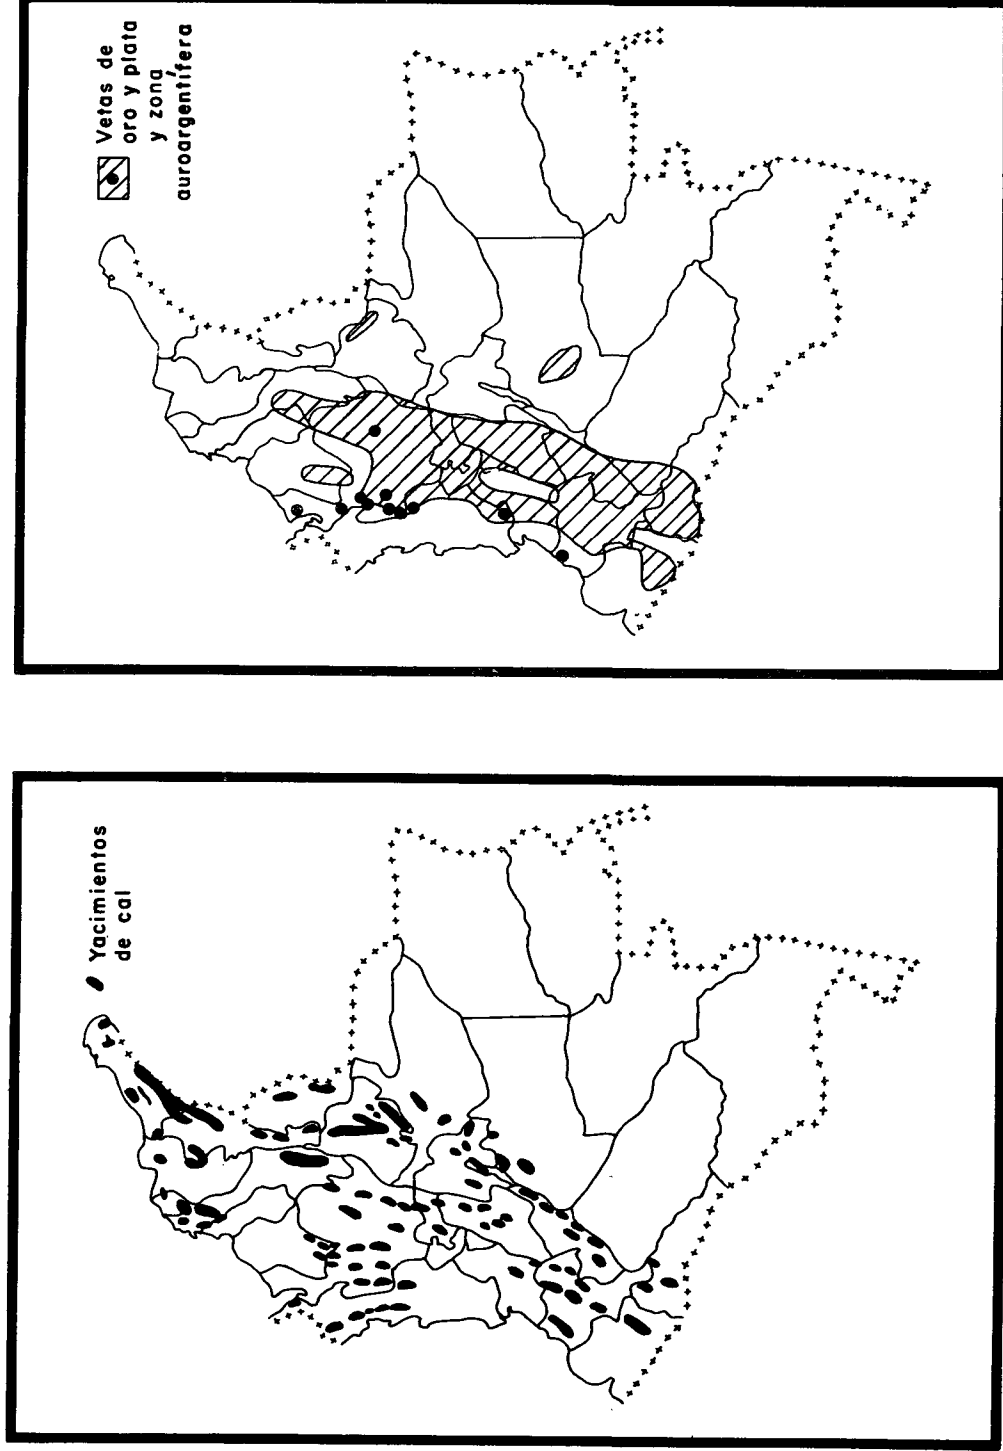 Vetas de
oro y plata
y zona
auroargentífera
Yacimientos
de cal